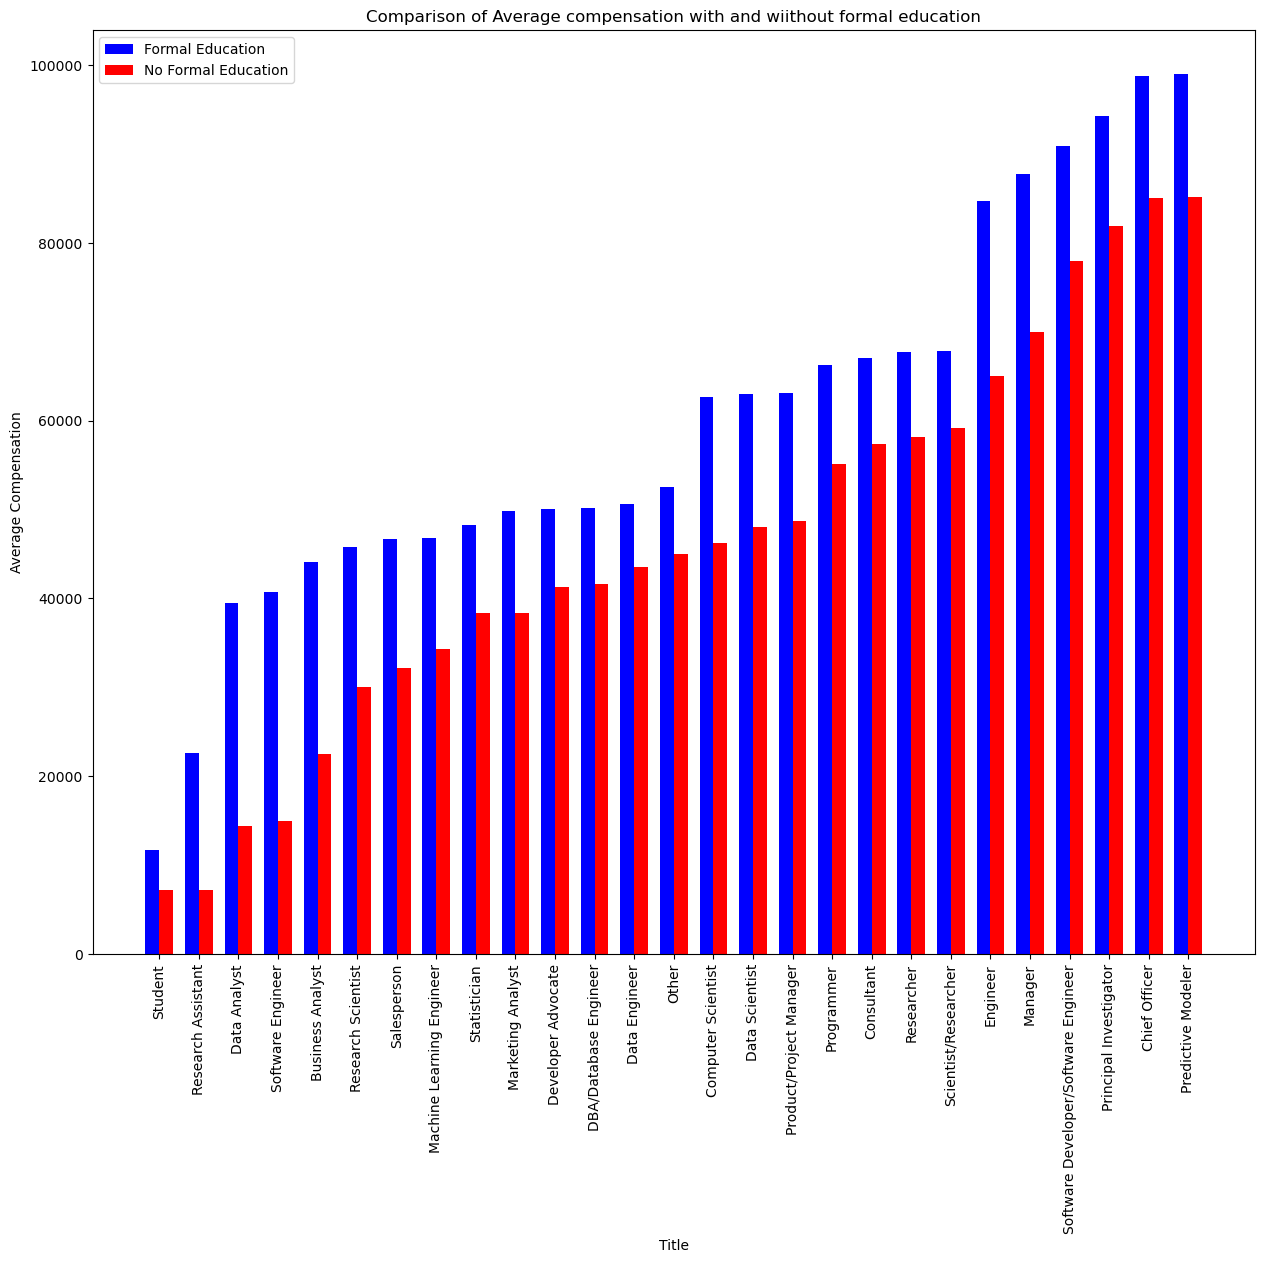 Comparison of Average compensation with and wiithout formal education
Formal Education
No Formal Education
100000
80000
60000
40000
20000
0
Average Compensation
Student
Research Assistant
Data Analyst
Software Engineer
Business Analyst
Research Scientist
Salesperson
Machine Learning Engineer
Statistician
Marketing Analyst
Developer Advocate
DBA/Database Engineer
Data Engineer
Other
Computer Scientist
Data Scientist
Product/Project Manager
Programmer
Consultant
Researcher
Scientist/Researcher
Engineer
Manager
Software Developer/Software Engineer
Principal Investigator
Chief Officer
Predictive Modeler
Title